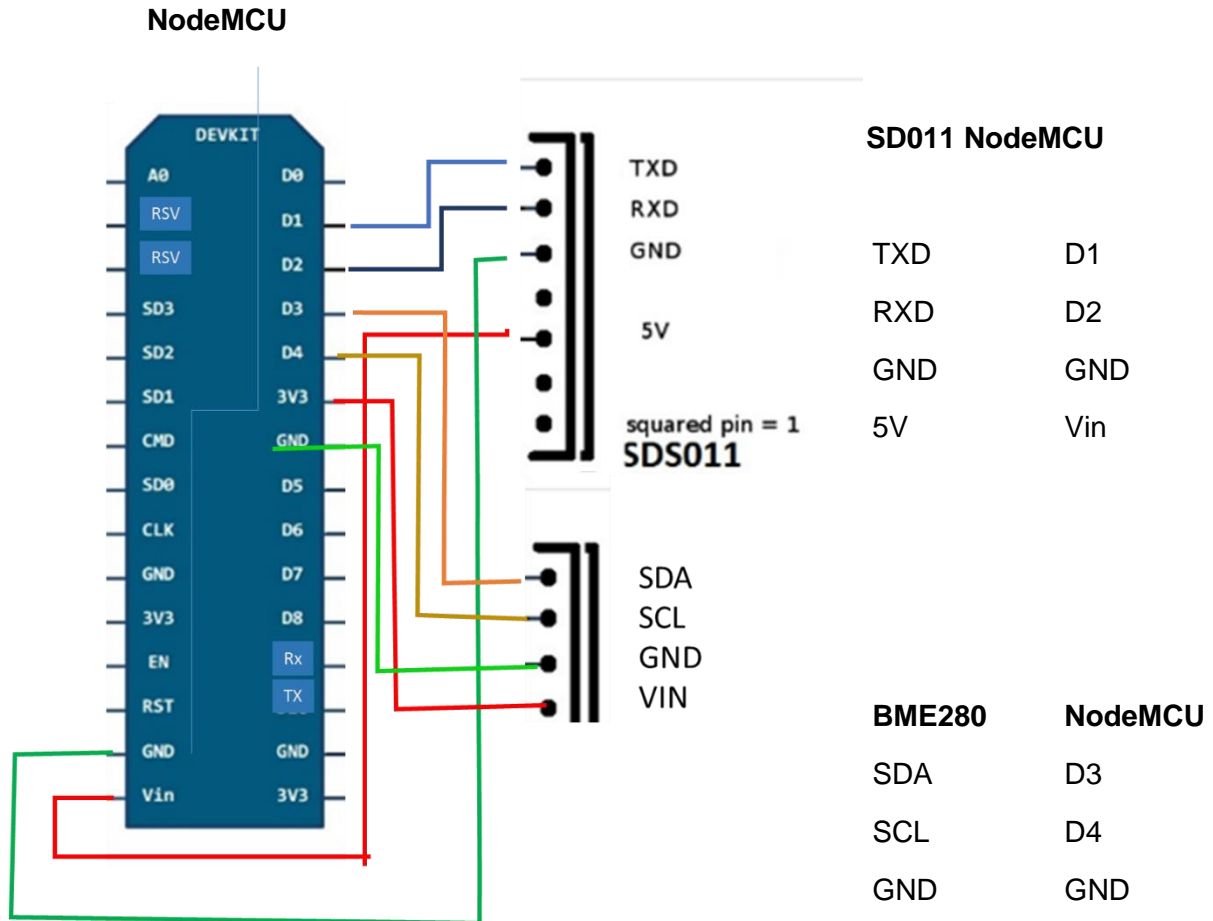 NodeMCU
DEVKIT
A0 D0
RSV D1
RSV D2
SD3 D3
SD2 D4
SD1 3V3
CMD GND
SD0 D5
CLK D6
GND D7
3V3 D8
EN Rx
RST TX
GND GND
Vin 3V3
TXD
RXD
GND
5V
squared pin = 1
SDS011
SDA
SCL
GND
VIN
SD011 NodeMCU
TXD D1
RXD D2
GND GND
5V Vin
BME280 NodeMCU
SDA D3
SCL D4
GND GND